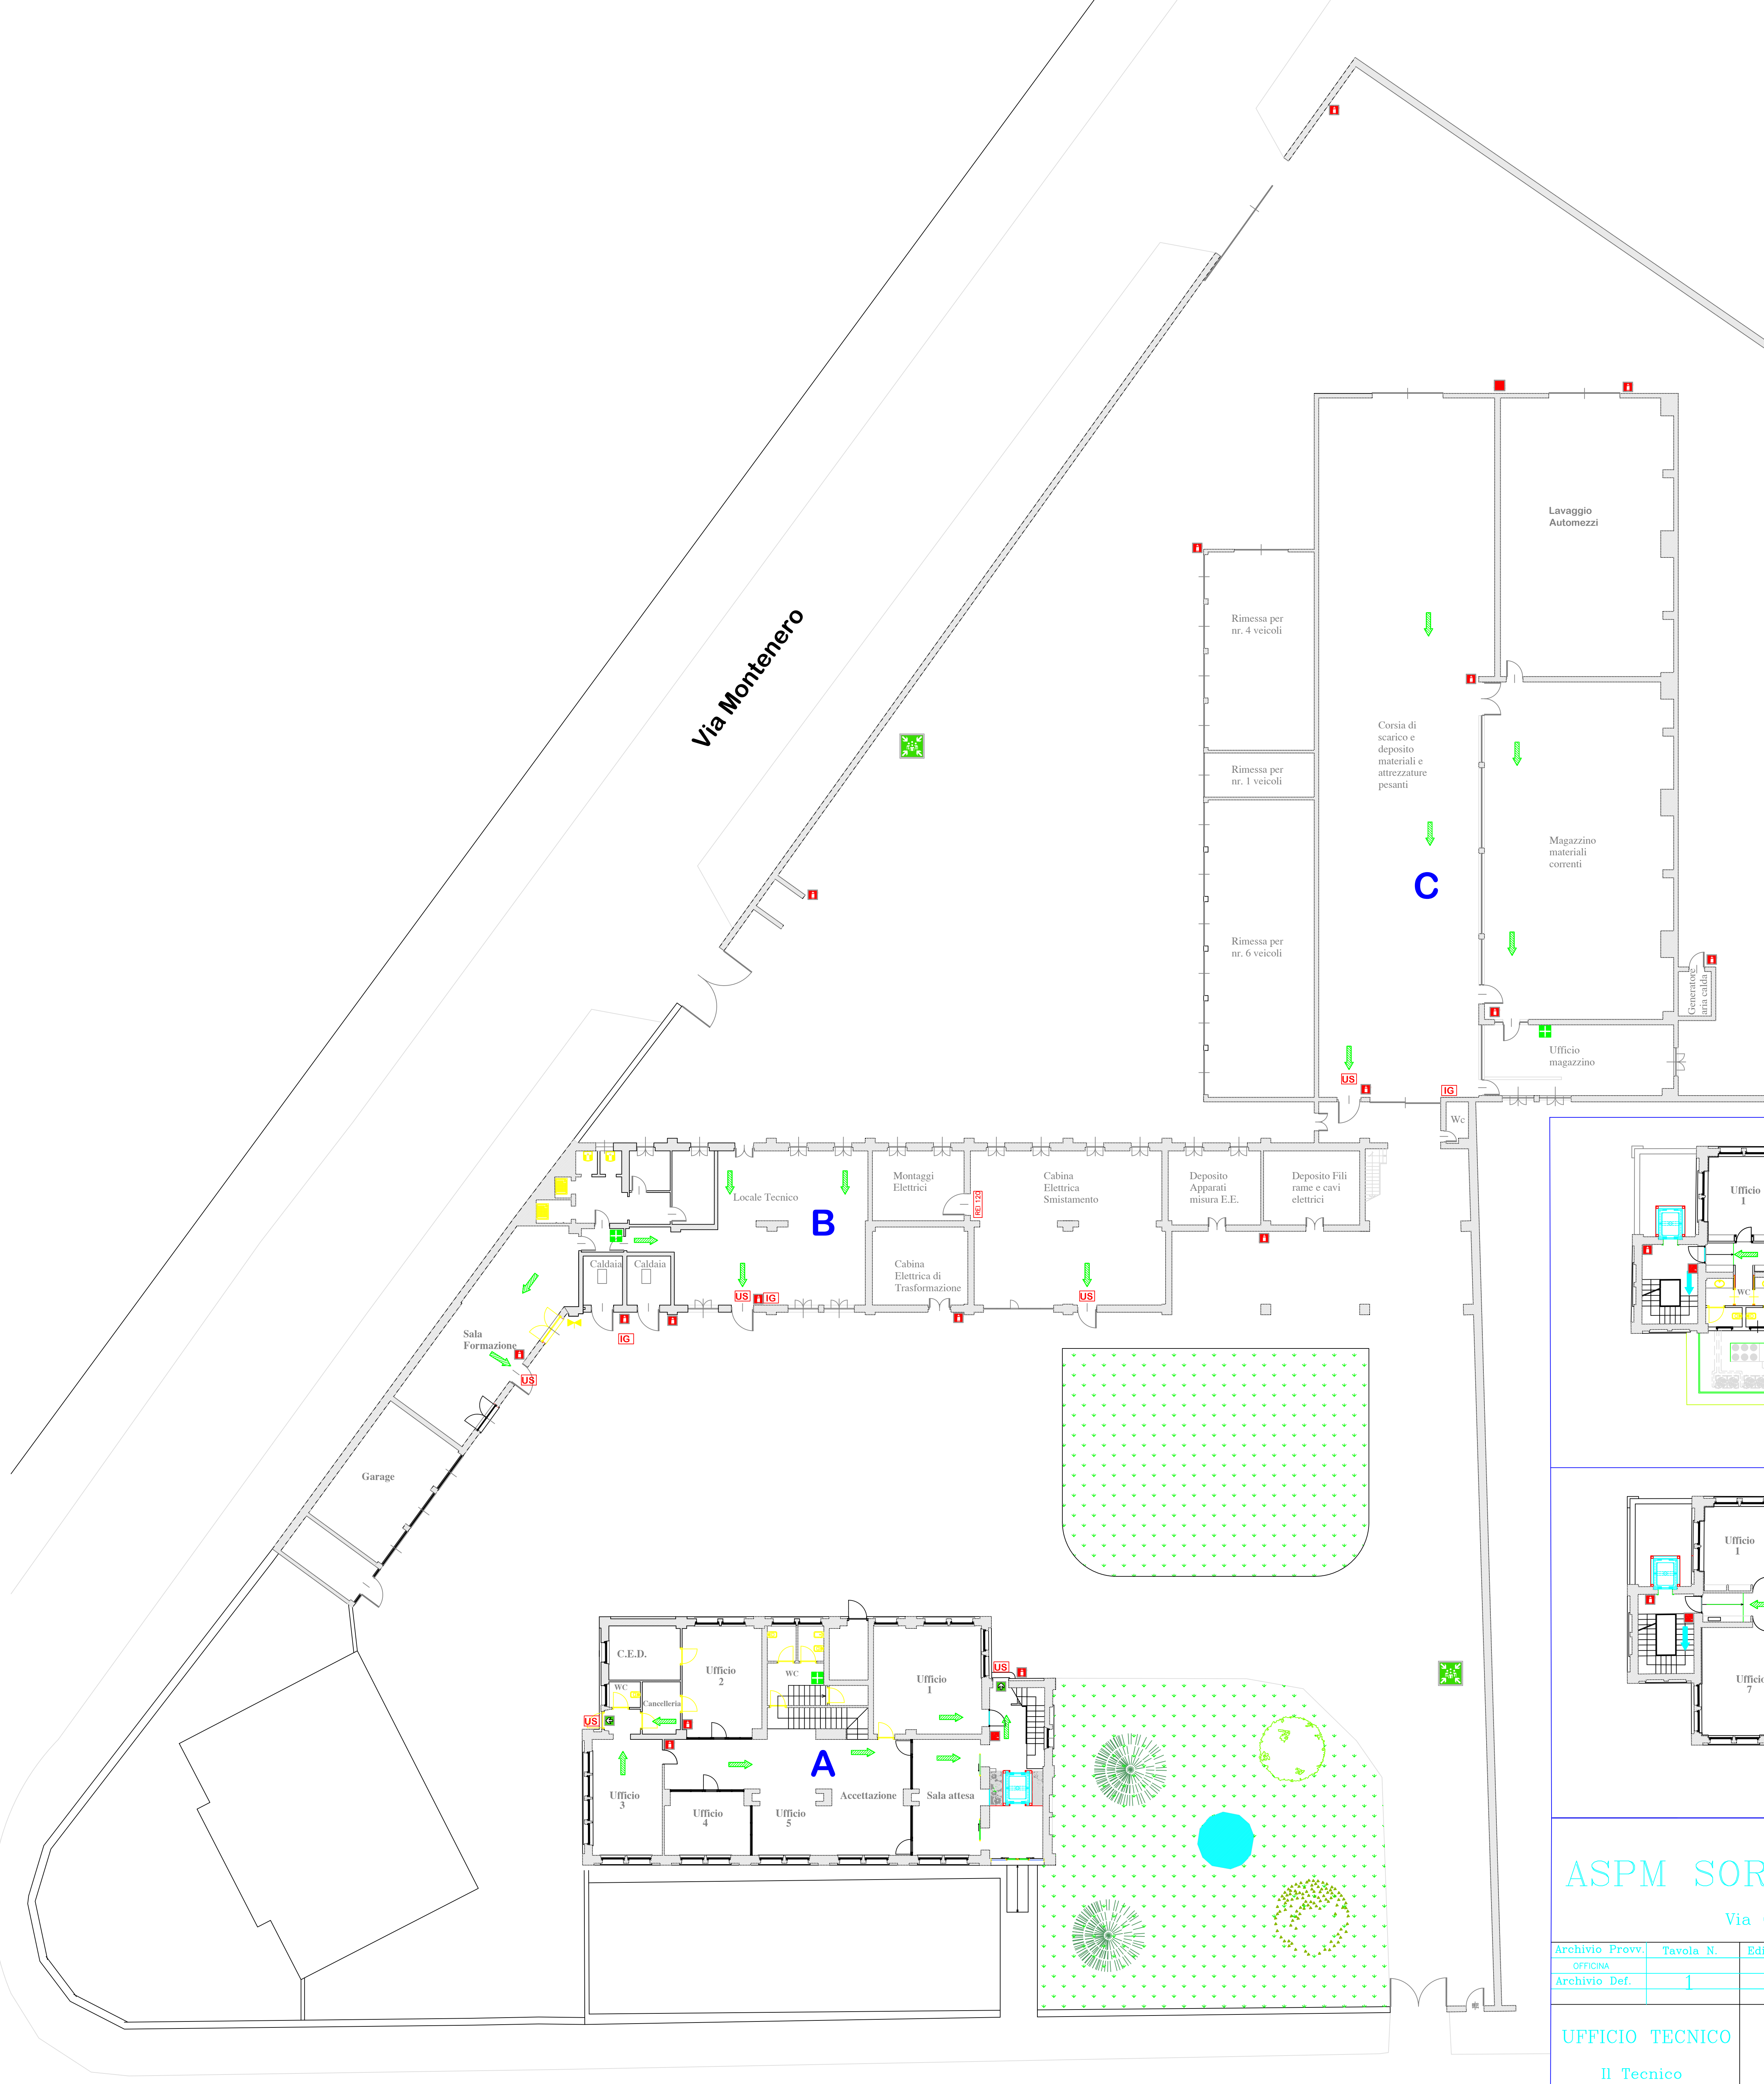 Via Montenero
Lavaggio
Automezzi
Rimessa per
nr. 4 veicoli
Corsia di
scarico e
deposito
materiali e
attrezzature
pesanti
Rimessa per
nr. 1 veicoli
Magazzino
materiali
correnti
C
Rimessa per
nr. 6 veicoli
Generatore
aria calda
Ufficio
magazzino
US
IG
Wc
Montaggi
Elettrici
Cabina
Elettrica
Smistamento
Deposito
Apparati
misura E.E.
Deposito Fili
rame e cavi
elettrici
Locale Tecnico
RD 120
B
Caldaia
Caldaia
Cabina
Elettrica di
Trasformazione
US
IG
US
IG
Sala
Formazione
US
Garage
Ufficio
1
WC
Ufficio
1
Ufficio
7
C.E.D.
Ufficio
2
WC
Ufficio
1
US
WC
Cancelleria
US
A
Ufficio
3
Ufficio
4
Ufficio
5
Accettazione
Sala attesa
ASPM SOR
Via
Archivio Provv.
Tavola N.
Edi
OFFICINA
Archivio Def.
1
UFFICIO TECNICO
Il Tecnico